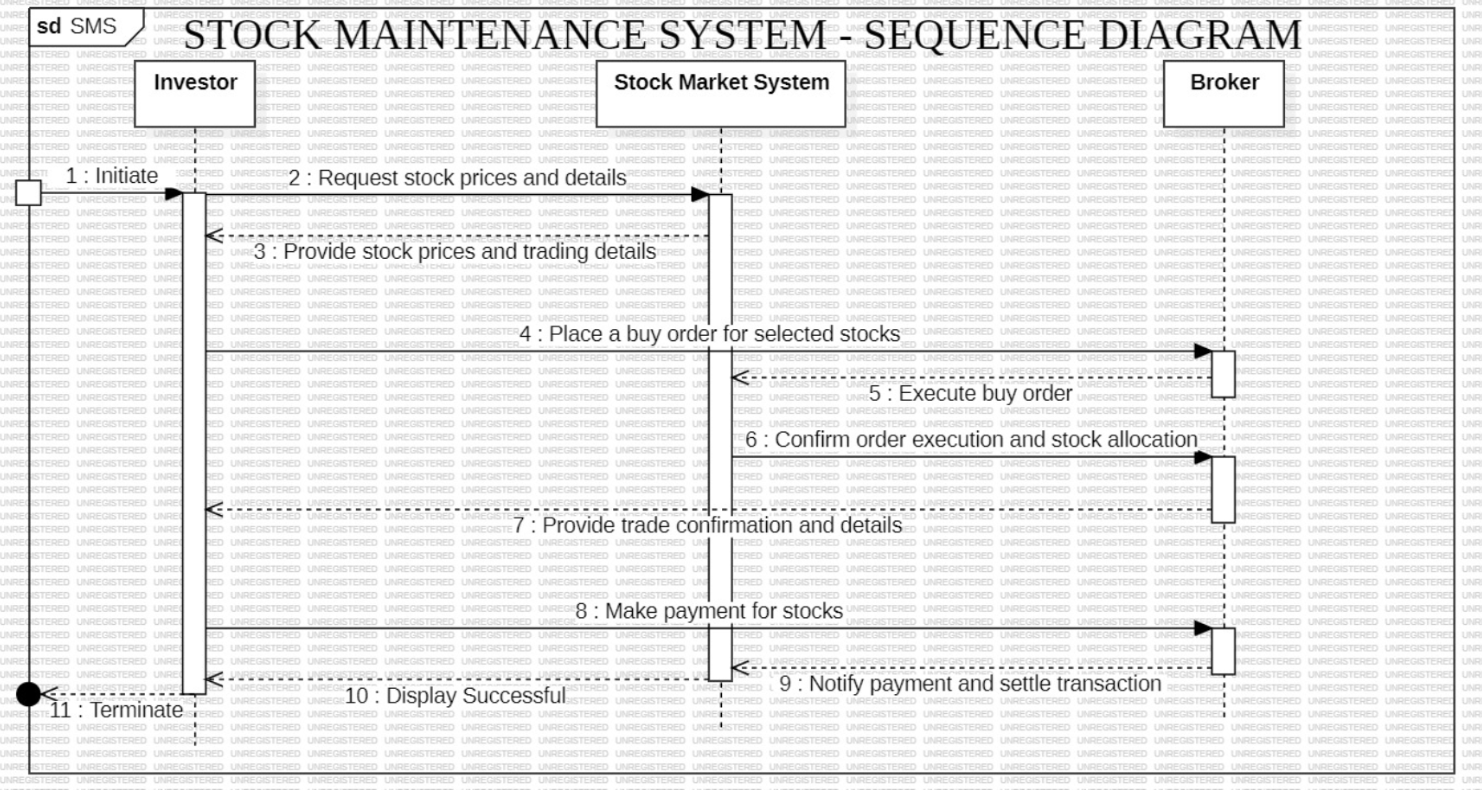 sd SMS
STOCK MAINTENANCE SYSTEM - SEQUENCE DIAGRAM
Investor
Stock Market System
Broker
1 : Initiate
2 : Request stock prices and details
3 : Provide stock prices and trading details
4 : Place a buy order for selected stocks
5 : Execute buy order
6 : Confirm order execution and stock allocation
7 : Provide trade confirmation and details
8 : Make payment for stocks
9 : Notify payment and settle transaction
10 : Display Successful
11 : Terminate
UNREGISTERED